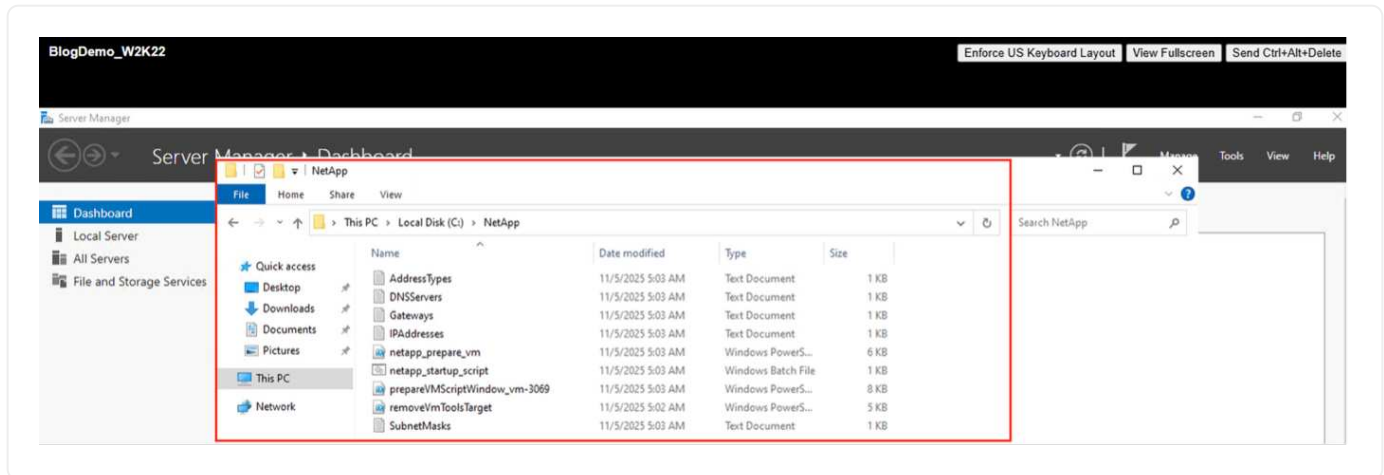 BlogDemo_W2K22
Enforce US Keyboard Layout View Fullscreen Send Ctrl+Alt+Delete
Server Manager
Server Manager Dashboard
Manage Tools View Help
NetApp
File Home Share View
This PC > Local Disk (C:) > NetApp
Search NetApp
Dashboard
Local Server
All Servers
File and Storage Services
Quick access
Desktop
Downloads
Documents
Pictures
This PC
Network
Name Date modified Type Size
AddressTypes 11/5/2025 5:03 AM Text Document 1 KB
DNSServers 11/5/2025 5:03 AM Text Document 1 KB
Gateways 11/5/2025 5:03 AM Text Document 1 KB
IPAddresses 11/5/2025 5:03 AM Text Document 1 KB
netapp_prepare_vm 11/5/2025 5:03 AM Windows PowerS... 6 KB
netapp_startup_script 11/5/2025 5:03 AM Windows Batch File 1 KB
prepareVMScriptWindow_vm-3069 11/5/2025 5:03 AM Windows PowerS... 8 KB
removeVmToolsTarget 11/5/2025 5:02 AM Windows PowerS... 5 KB
SubnetMasks 11/5/2025 5:03 AM Text Document 1 KB